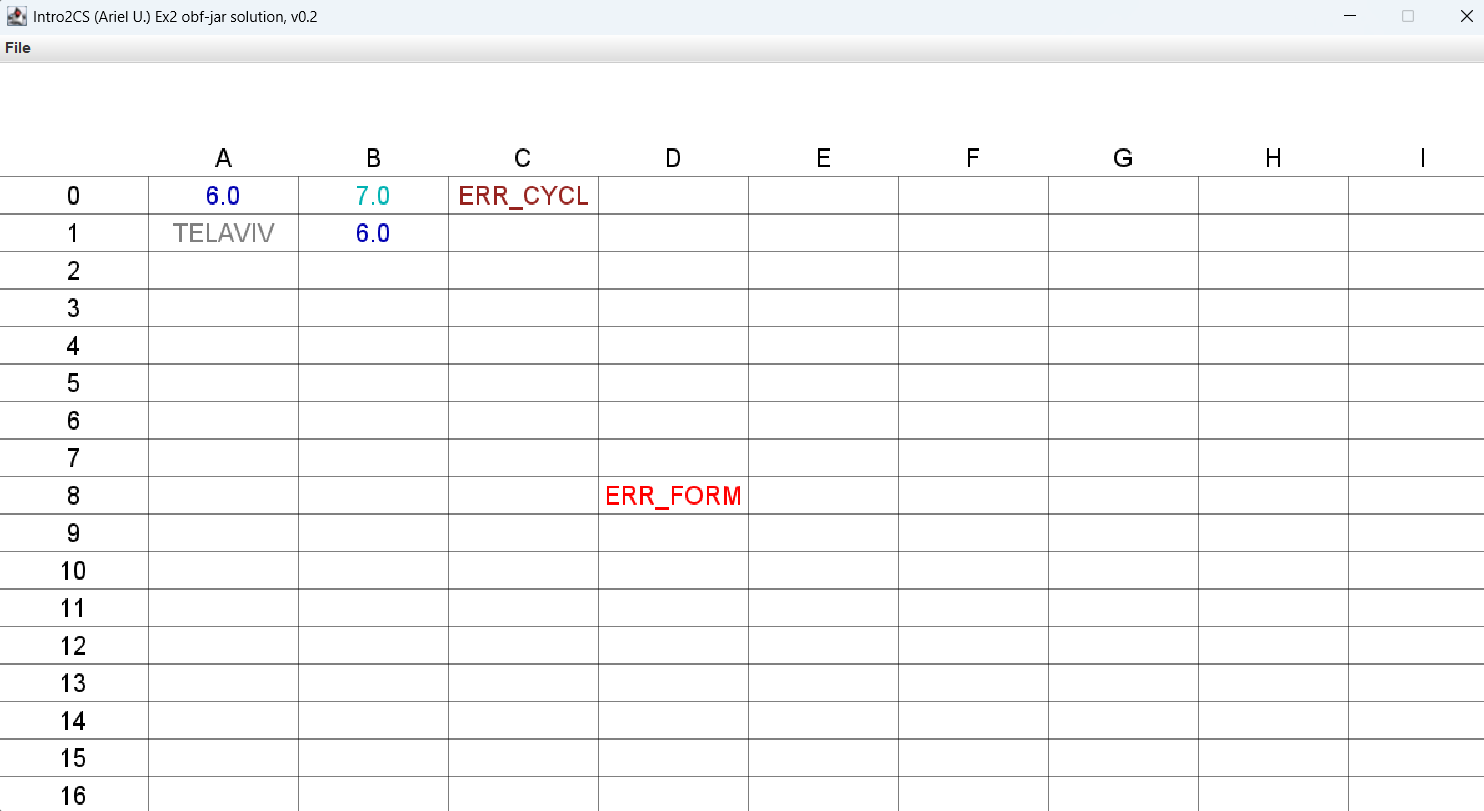 Intro2CS (Ariel U.) Ex2 obf-jar solution, v0.2
File
A B C D E F G H I
0 6.0 7.0 ERR_CYCL
1 TELAVIV 6.0
2
3
4
5
6
7
8 ERR_FORM
9
10
11
12
13
14
15
16